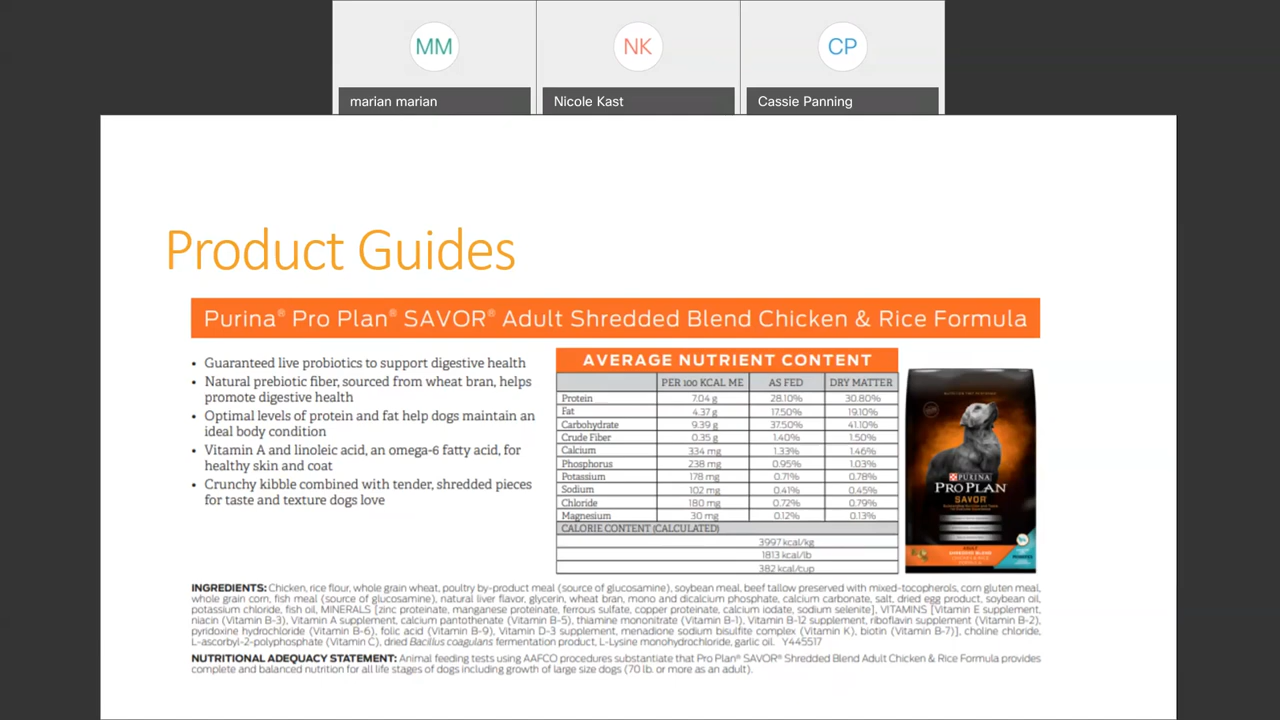 MM
NK
CP
marian marian
Nicole Kast
Cassie Panning
Product Guides
Purina® Pro Plan® SAVOR® Adult Shredded Blend Chicken & Rice Formula
• Guaranteed live probiotics to support digestive health
• Natural prebiotic fiber, sourced from wheat bran, helps
promote digestive health
• Optimal levels of protein and fat help dogs maintain an
ideal body condition
• Vitamin A and linoleic acid, an omega-6 fatty acid, for
healthy skin and coat
• Crunchy kibble combined with tender, shredded pieces
for taste and texture dogs love
AVERAGE NUTRIENT CONTENT
PER 100 KCAL ME AS FED DRY MATTER
Protein 7.04 g 28.10% 30.80%
Fat 4.37 g 17.50% 19.10%
Carbohydrate 9.39 g 37.50% 41.10%
Crude Fiber 0.35 g 1.40% 1.50%
Calcium 334 mg 1.33% 1.46%
Phosphorus 238 mg 0.95% 1.03%
Potassium 178 mg 0.71% 0.78%
Sodium 102 mg 0.41% 0.45%
Chloride 180 mg 0.72% 0.79%
Magnesium 30 mg 0.12% 0.13%
CALORIE CONTENT (CALCULATED)
3997 kcal/kg
1813 kcal/lb
382 kcal/cup
PURINA
PRO PLAN
SAVOR
ADULT
SHREDDED BLEND
INGREDIENTS: Chicken, rice flour, whole grain wheat, poultry by-product meal (source of glucosamine), soybean meal, beef tallow preserved with mixed-tocopherols, corn gluten meal,
whole grain corn, fish meal (source of glucosamine), natural liver flavor, glycerin, wheat bran, mono and dicalcium phosphate, calcium carbonate, salt, dried egg product, soybean oil,
potassium chloride, fish oil, MINERALS [zinc proteinate, manganese proteinate, ferrous sulfate, copper proteinate, calcium iodate, sodium selenite], VITAMINS [Vitamin E supplement,
niacin (Vitamin B-3), Vitamin A supplement, calcium pantothenate (Vitamin B-5), thiamine mononitrate (Vitamin B-1), Vitamin B-12 supplement, riboflavin supplement (Vitamin B-2),
pyridoxine hydrochloride (Vitamin B-6), folic acid (Vitamin B-9), Vitamin D-3 supplement, menadione sodium bisulfite complex (Vitamin K), biotin (Vitamin B-7)], choline chloride,
L-ascorbyl-2-polyphosphate (Vitamin C), dried Bacillus coagulans fermentation product, L-Lysine monohydrochloride, garlic oil. Y445517
NUTRITIONAL ADEQUACY STATEMENT: Animal feeding tests using AAFCO procedures substantiate that Pro Plan® SAVOR® Shredded Blend Adult Chicken & Rice Formula provides
complete and balanced nutrition for all life stages of dogs including growth of large size dogs (70 lb. or more as an adult).